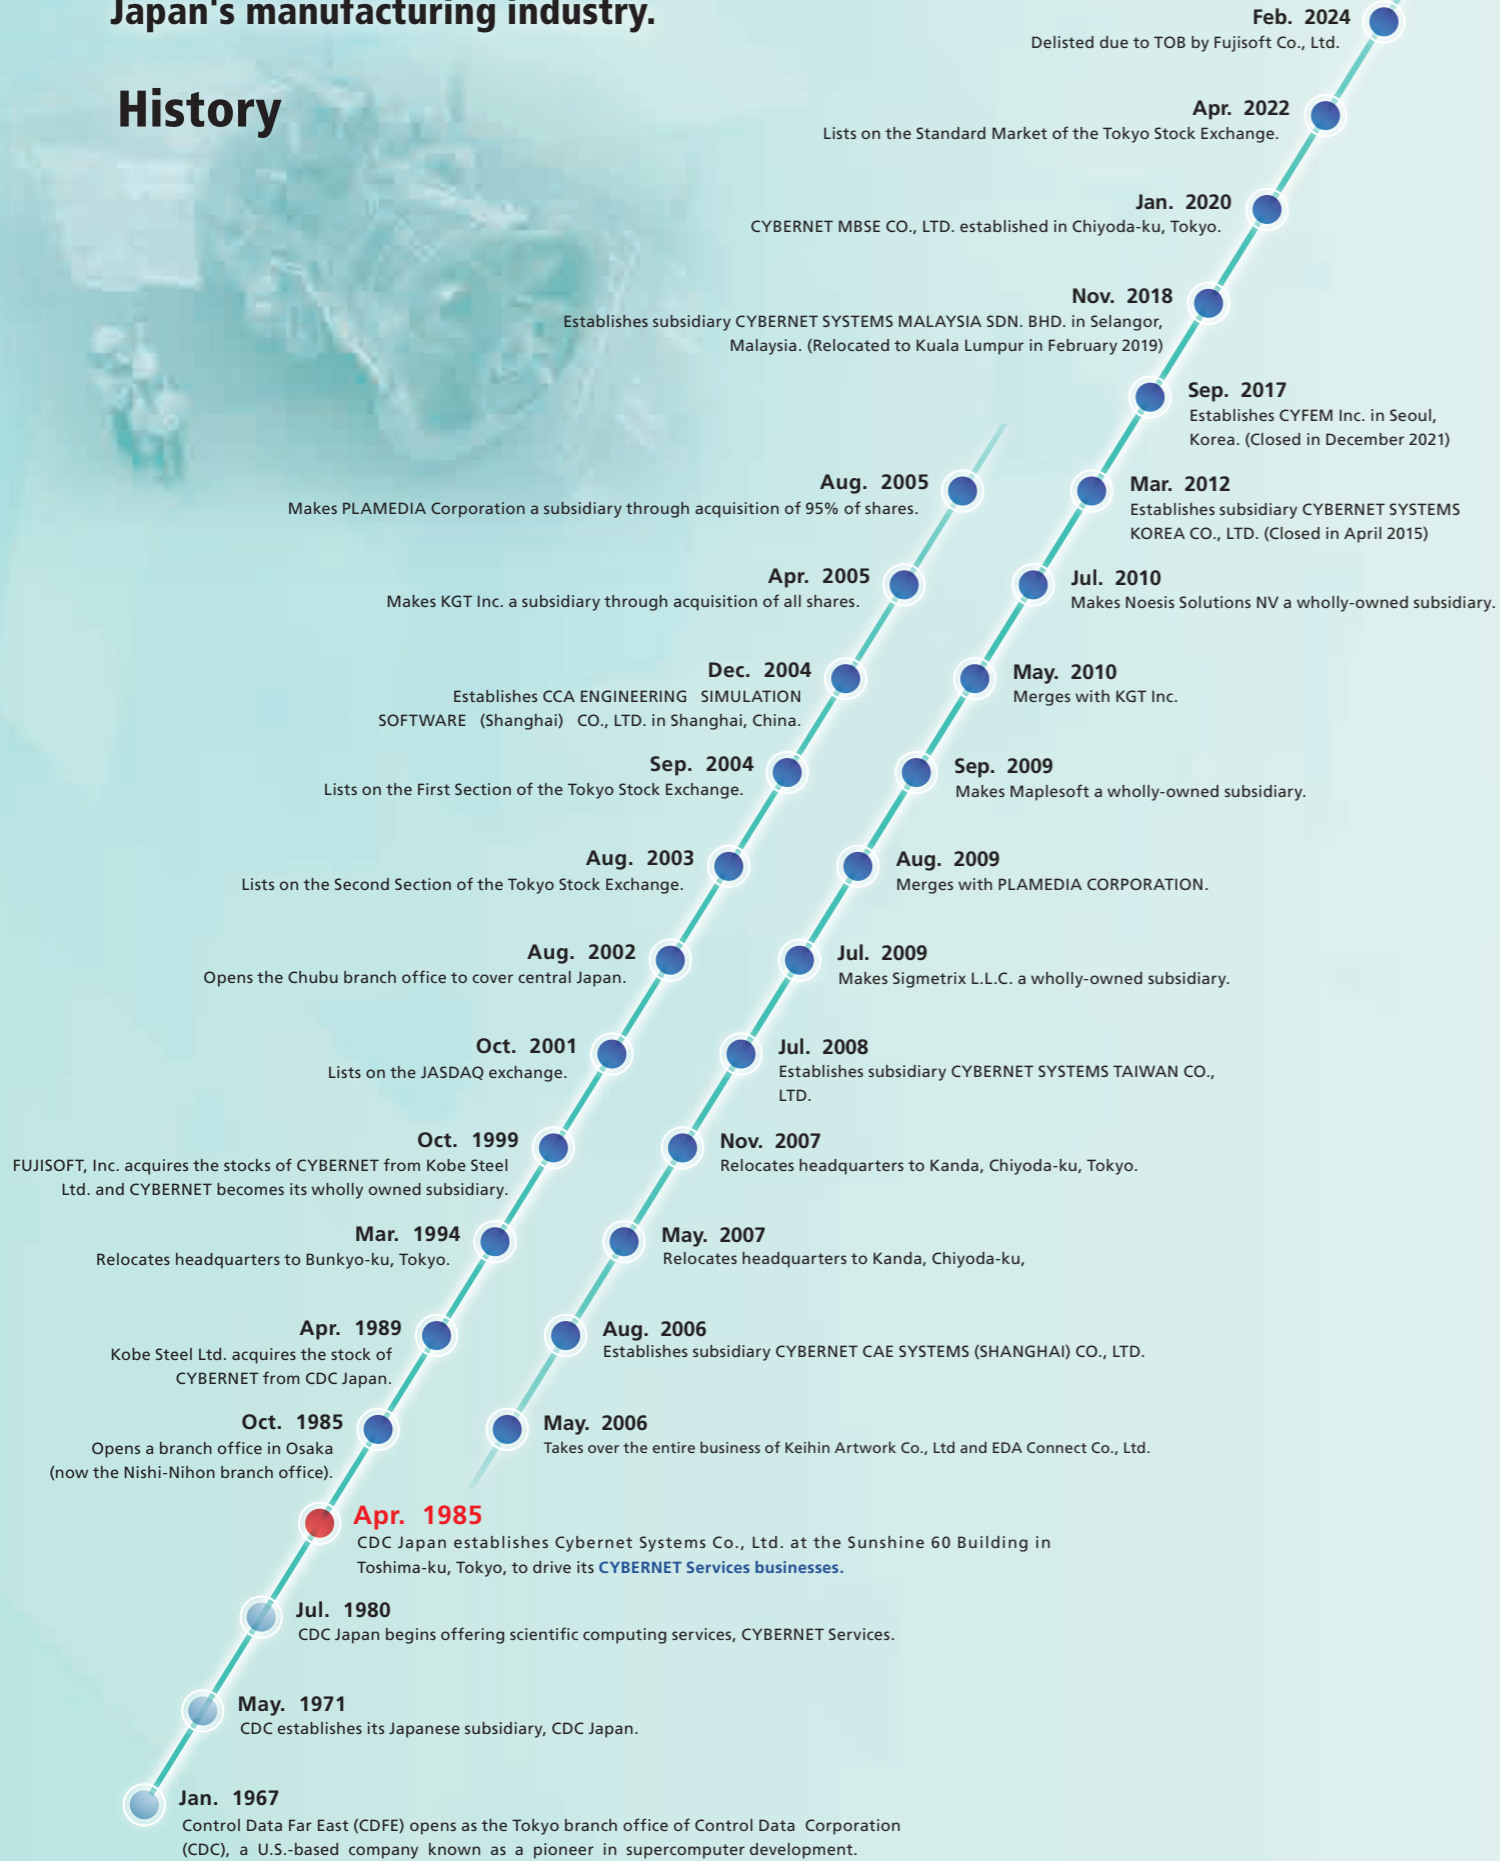 Japan's manufacturing industry.
History
Feb. 2024
Delisted due to TOB by Fujisoft Co., Ltd.
Apr. 2022
Lists on the Standard Market of the Tokyo Stock Exchange.
Jan. 2020
CYBERNET MBSE CO., LTD. established in Chiyoda-ku, Tokyo.
Nov. 2018
Establishes subsidiary CYBERNET SYSTEMS MALAYSIA SDN. BHD. in Selangor,
Malaysia. (Relocated to Kuala Lumpur in February 2019)
Sep. 2017
Establishes CYFEM Inc. in Seoul,
Korea. (Closed in December 2021)
Mar. 2012
Establishes subsidiary CYBERNET SYSTEMS
KOREA CO., LTD. (Closed in April 2015)
Jul. 2010
Makes Noesis Solutions NV a wholly-owned subsidiary.
May. 2010
Merges with KGT Inc.
Sep. 2009
Makes Maplesoft a wholly-owned subsidiary.
Aug. 2009
Merges with PLAMEDIA CORPORATION.
Jul. 2009
Makes Sigmetrix L.L.C. a wholly-owned subsidiary.
Jul. 2008
Establishes subsidiary CYBERNET SYSTEMS TAIWAN CO.,
LTD.
Nov. 2007
Relocates headquarters to Kanda, Chiyoda-ku, Tokyo.
May. 2007
Relocates headquarters to Kanda, Chiyoda-ku,
Aug. 2006
Establishes subsidiary CYBERNET CAE SYSTEMS (SHANGHAI) CO., LTD.
May. 2006
Takes over the entire business of Keihin Artwork Co., Ltd and EDA Connect Co., Ltd.
Aug. 2005
Makes PLAMEDIA Corporation a subsidiary through acquisition of 95% of shares.
Apr. 2005
Makes KGT Inc. a subsidiary through acquisition of all shares.
Dec. 2004
Establishes CCA ENGINEERING SIMULATION
SOFTWARE (Shanghai) CO., LTD. in Shanghai, China.
Sep. 2004
Lists on the First Section of the Tokyo Stock Exchange.
Aug. 2003
Lists on the Second Section of the Tokyo Stock Exchange.
Aug. 2002
Opens the Chubu branch office to cover central Japan.
Oct. 2001
Lists on the JASDAQ exchange.
Oct. 1999
FUJISOFT, Inc. acquires the stocks of CYBERNET from Kobe Steel
Ltd. and CYBERNET becomes its wholly owned subsidiary.
Mar. 1994
Relocates headquarters to Bunkyo-ku, Tokyo.
Apr. 1989
Kobe Steel Ltd. acquires the stock of
CYBERNET from CDC Japan.
Oct. 1985
Opens a branch office in Osaka
(now the Nishi-Nihon branch office).
Apr. 1985
CDC Japan establishes Cybernet Systems Co., Ltd. at the Sunshine 60 Building in
Toshima-ku, Tokyo, to drive its CYBERNET Services businesses.
Jul. 1980
CDC Japan begins offering scientific computing services, CYBERNET Services.
May. 1971
CDC establishes its Japanese subsidiary, CDC Japan.
Jan. 1967
Control Data Far East (CDFE) opens as the Tokyo branch office of Control Data Corporation
(CDC), a U.S.-based company known as a pioneer in supercomputer development.